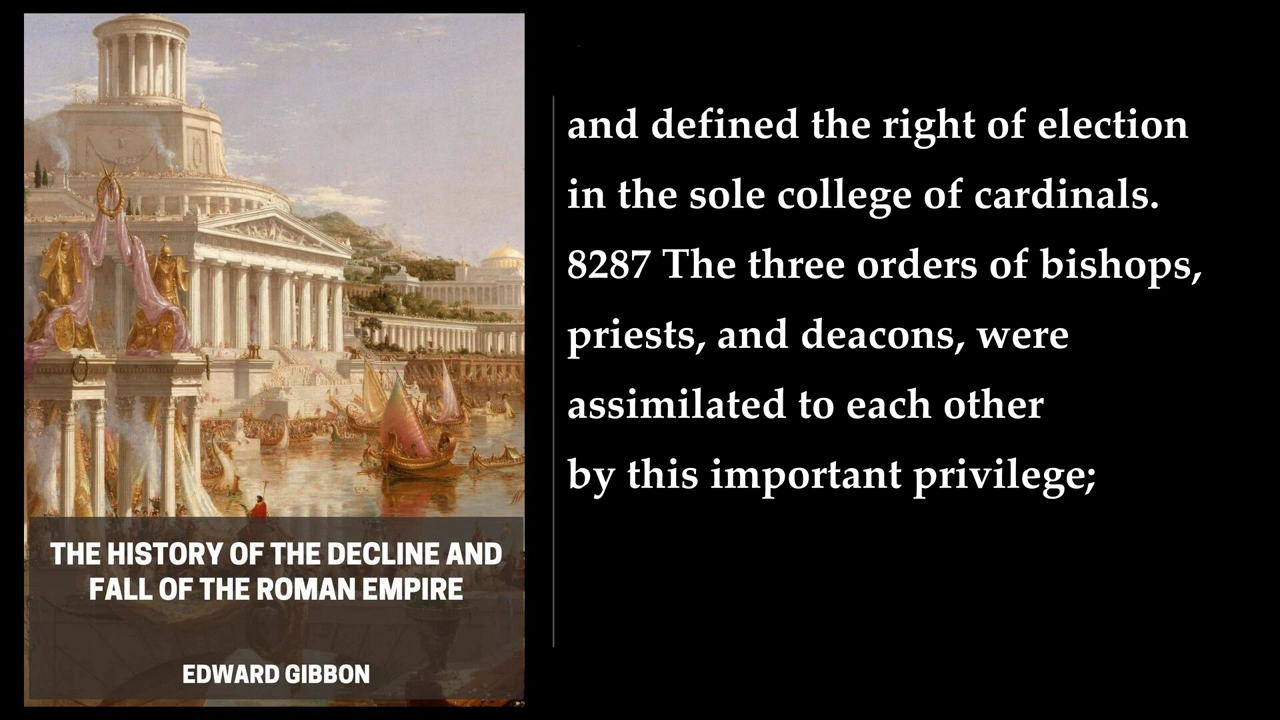 THE HISTORY OF THE DECLINE AND
FALL OF THE ROMAN EMPIRE
EDWARD GIBBON
and defined the right of election
in the sole college of cardinals.
8287 The three orders of bishops,
priests, and deacons, were
assimilated to each other
by this important privilege;